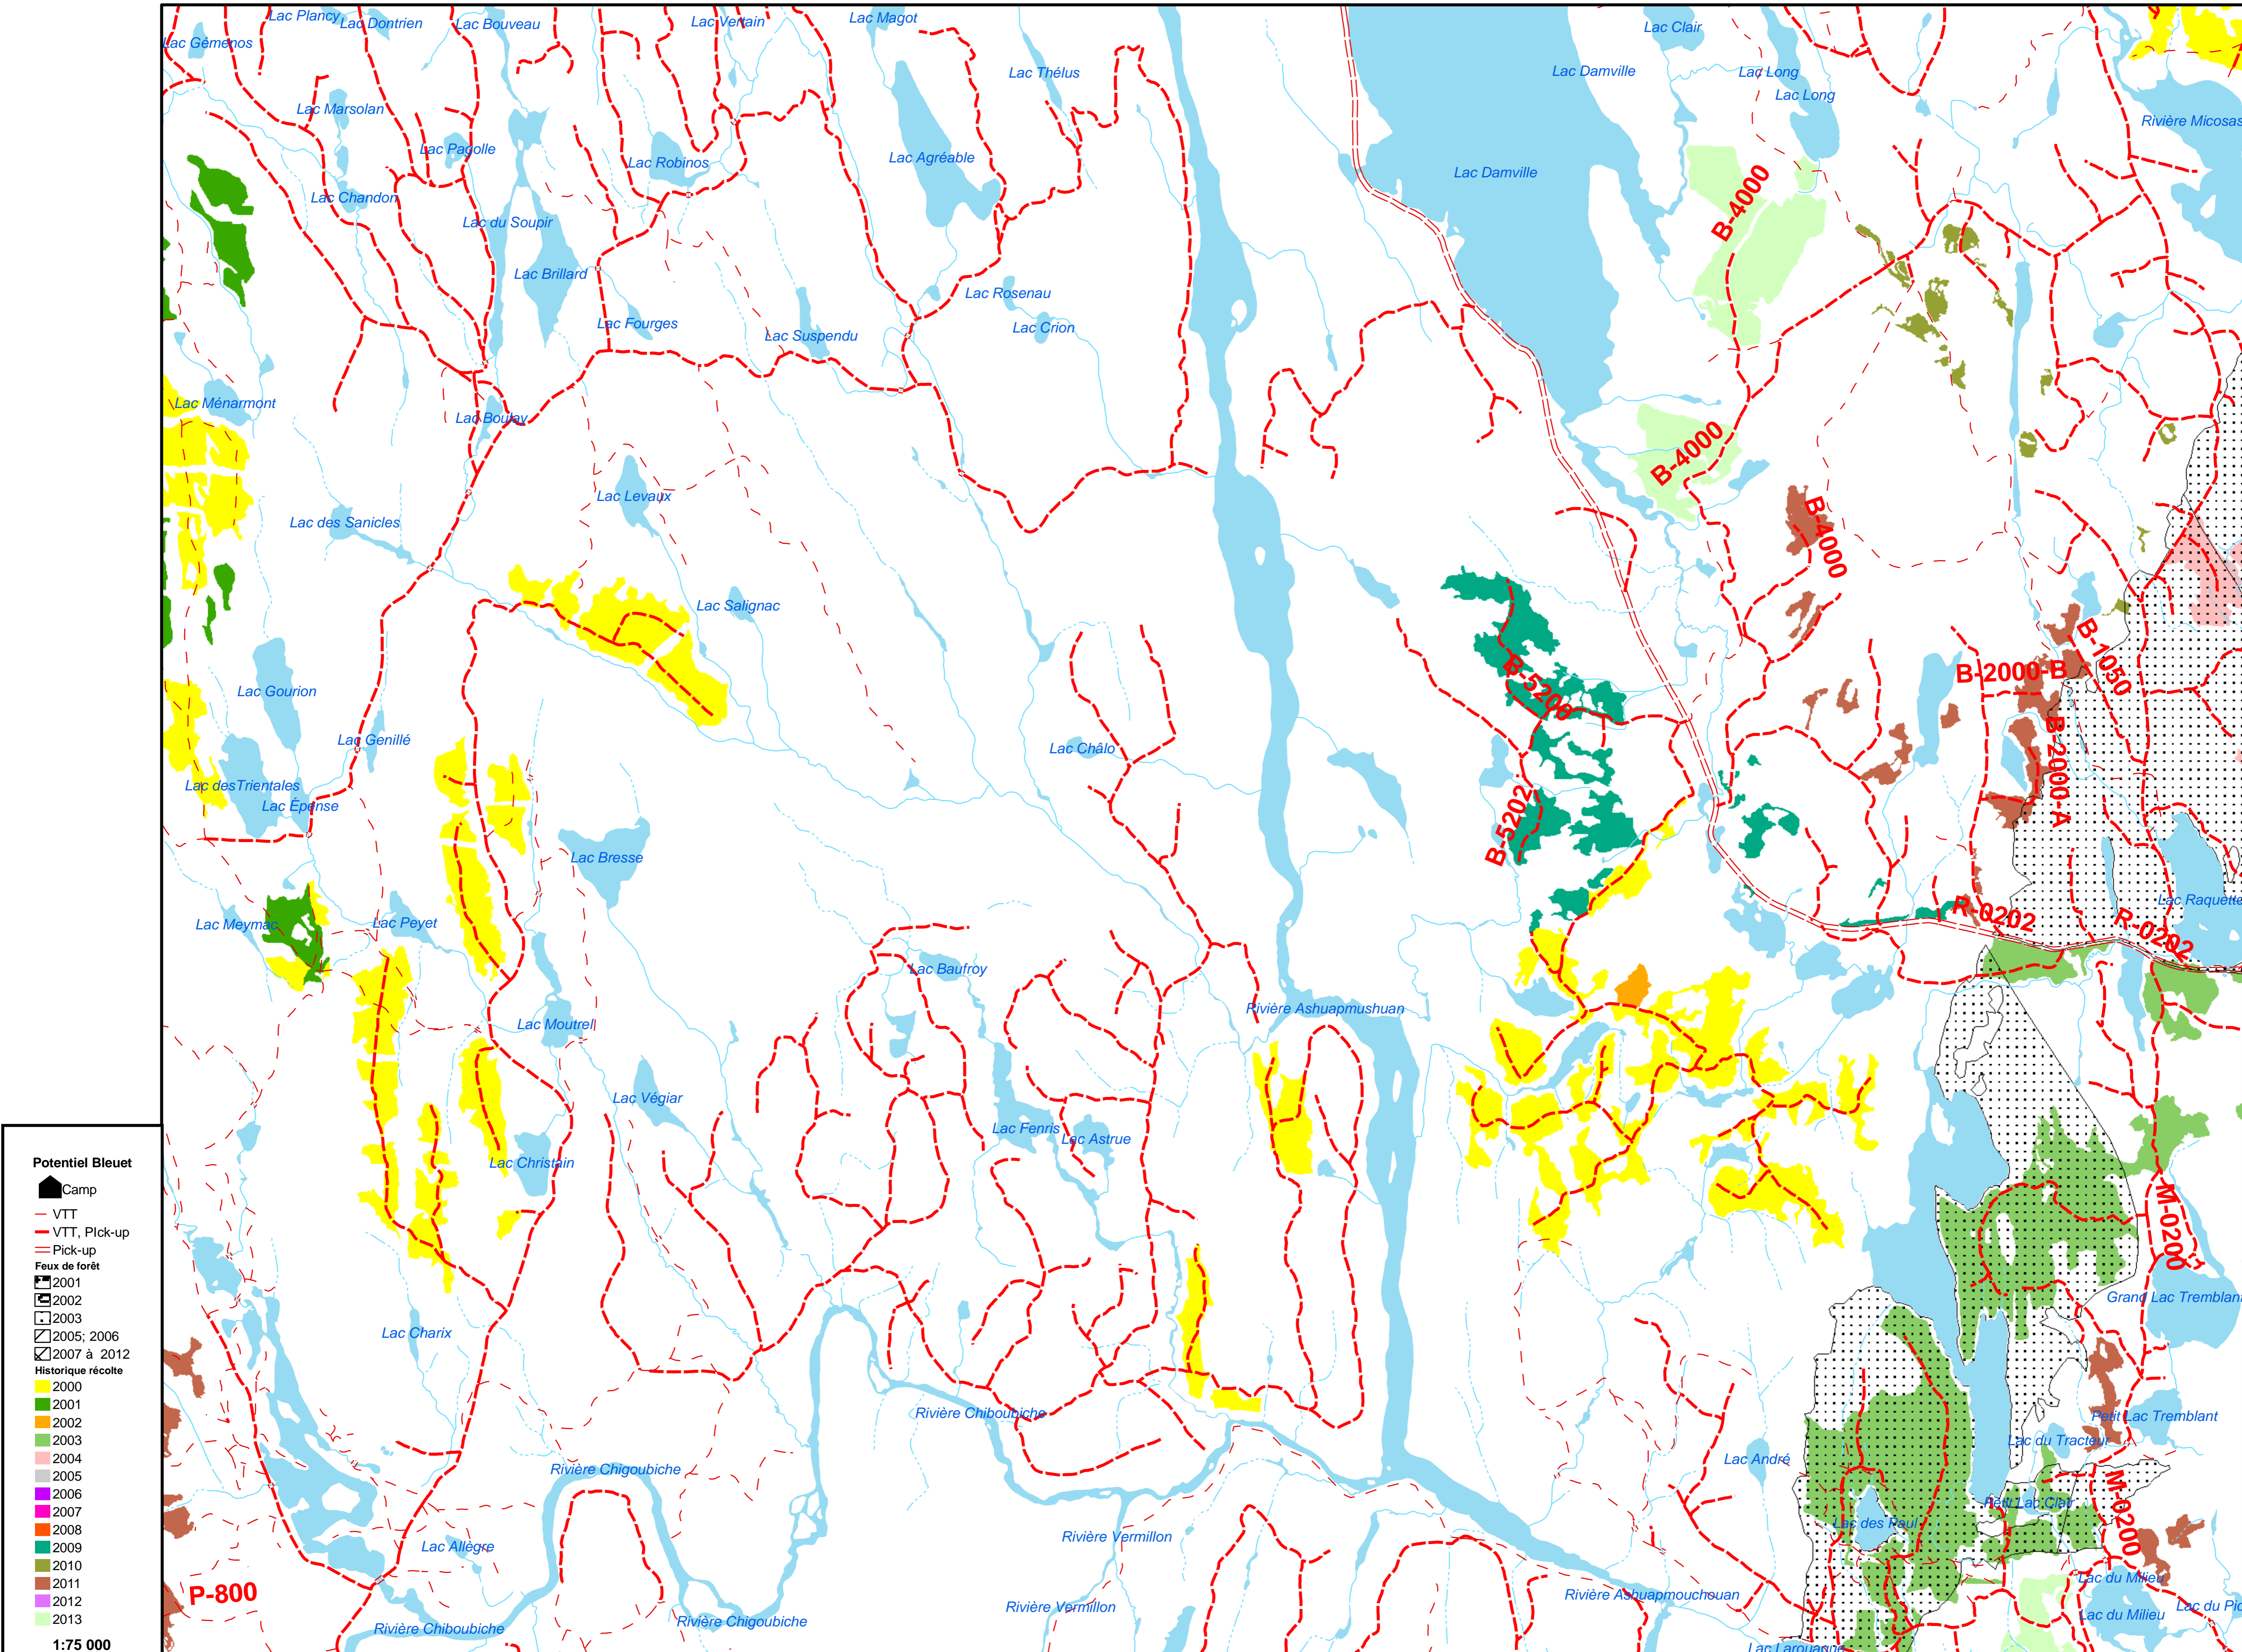 Lac Plancy
Lac Dontrien
Lac Bouveau
Lac Vertain
Lac Magot
Lac Clair
Lac Gémenos
Lac Thélus
Lac Damville
Lac Long
Lac Long
Lac Marsolan
Rivière Micosas
Lac Pagolle
Lac Robinos
Lac Agréable
Lac Damville
B-4000
Lac Chandon
Lac du Soupir
Lac Brillard
Lac Rosenau
Lac Fourges
Lac Suspendu
Lac Crion
Lac Ménarmont
Lac Boulay
B-4000
Lac des Sanicles
Lac Levaux
B-4000
Lac Salignac
B-1050
B-2000-B
B-5200
Lac Gourion
Lac Genillé
Lac Châlo
B-2000-A
Lac desTrientales
Lac Épense
B-5202
Lac Bresse
Lac Meymac
Lac Peyet
Lac Raquette
R-0202
R-0202
Lac Baufroy
Rivière Ashuapmushuan
Lac Moutrel
Lac Végiar
Lac Fenris
Lac Astrue
Lac Christain
M-0200
Grand Lac Tremblant
Lac Charix
Rivière Chiboubiche
Petit Lac Tremblant
Lac du Tracteur
Lac André
Rivière Chigoubiche
Petit Lac Clair
Lac des Paul
M-0200
Rivière Vermillon
Lac Allègre
Lac du Milieu
P-800
Rivière Ashuapmouchouan
Rivière Vermillon
Lac du Milieu
Lac du Pic
Rivière Chiboubiche
Rivière Chigoubiche
Lac Larouanne
Potentiel Bleuet
Camp
VTT
VTT, PIck-up
Pick-up
Feux de forêt
2001
2002
2003
2005; 2006
2007 à 2012
Historique récolte
2000
2001
2002
2003
2004
2005
2006
2007
2008
2009
2010
2011
2012
2013
1:75 000